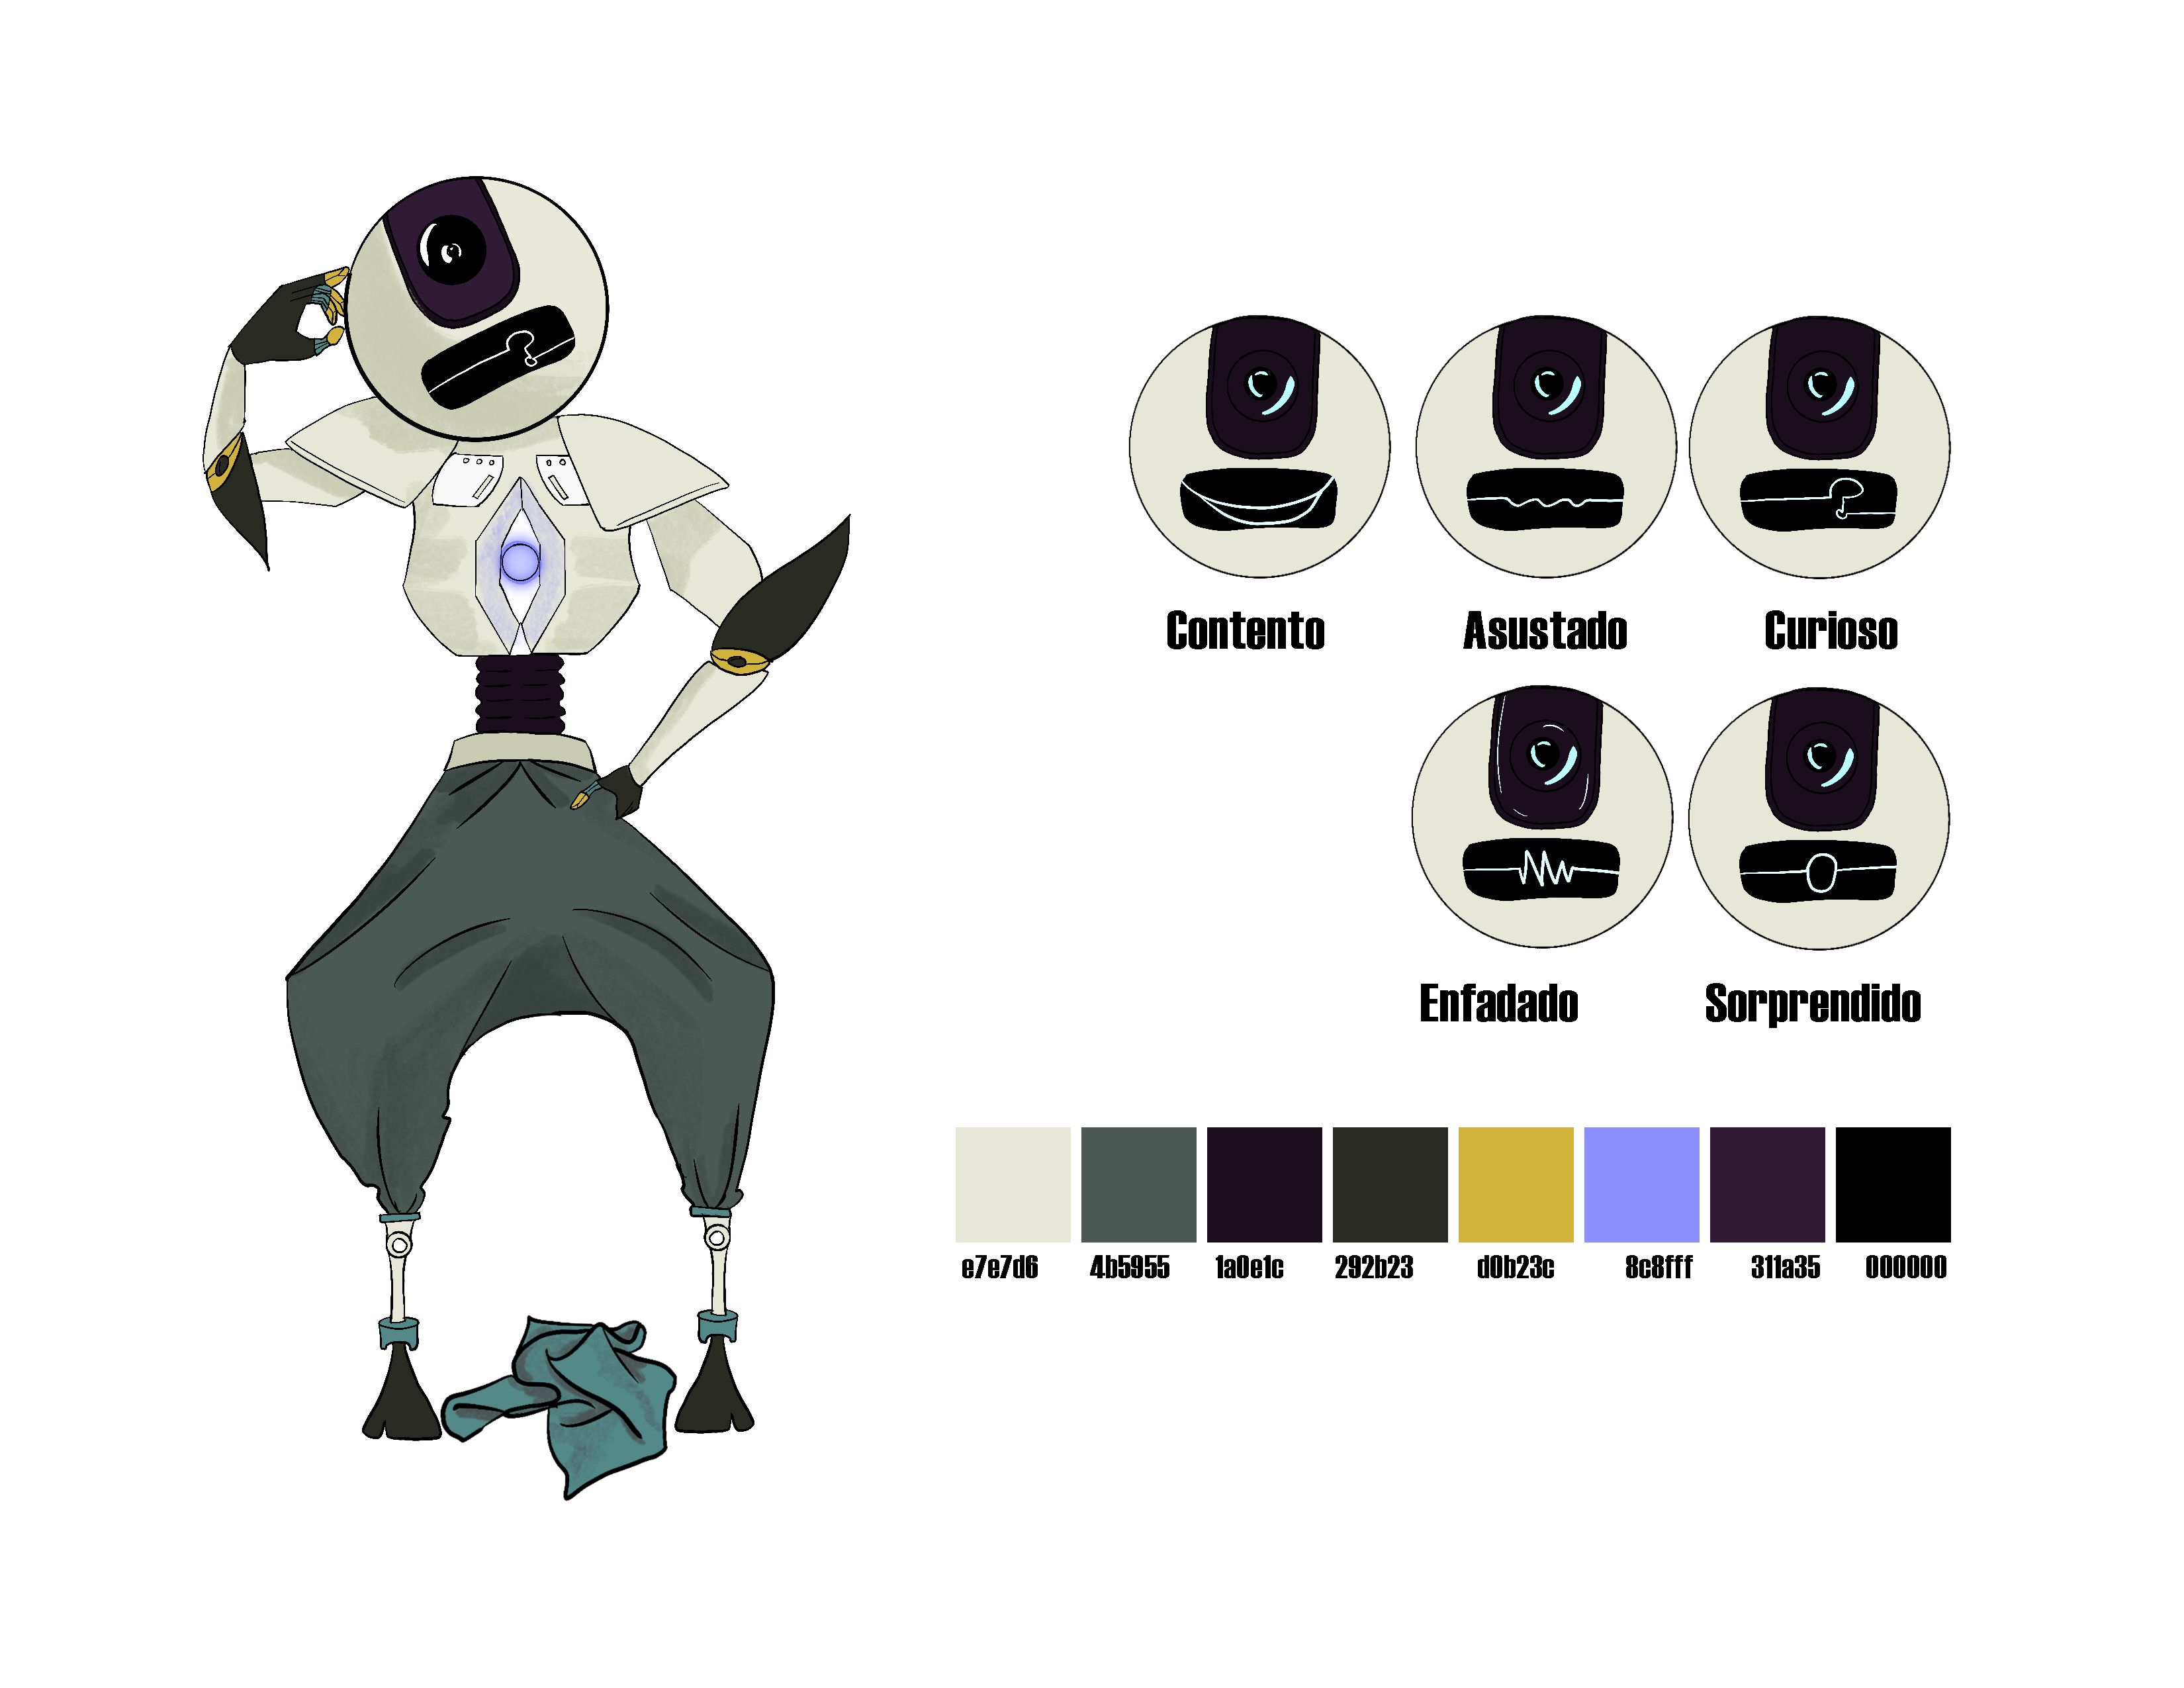 Contento Asustado Curioso
Enfadado Sorprendido
e7e7d6 4b5955 1a0e1c 292b23 d0b23c 8c8fff 311a35 000000